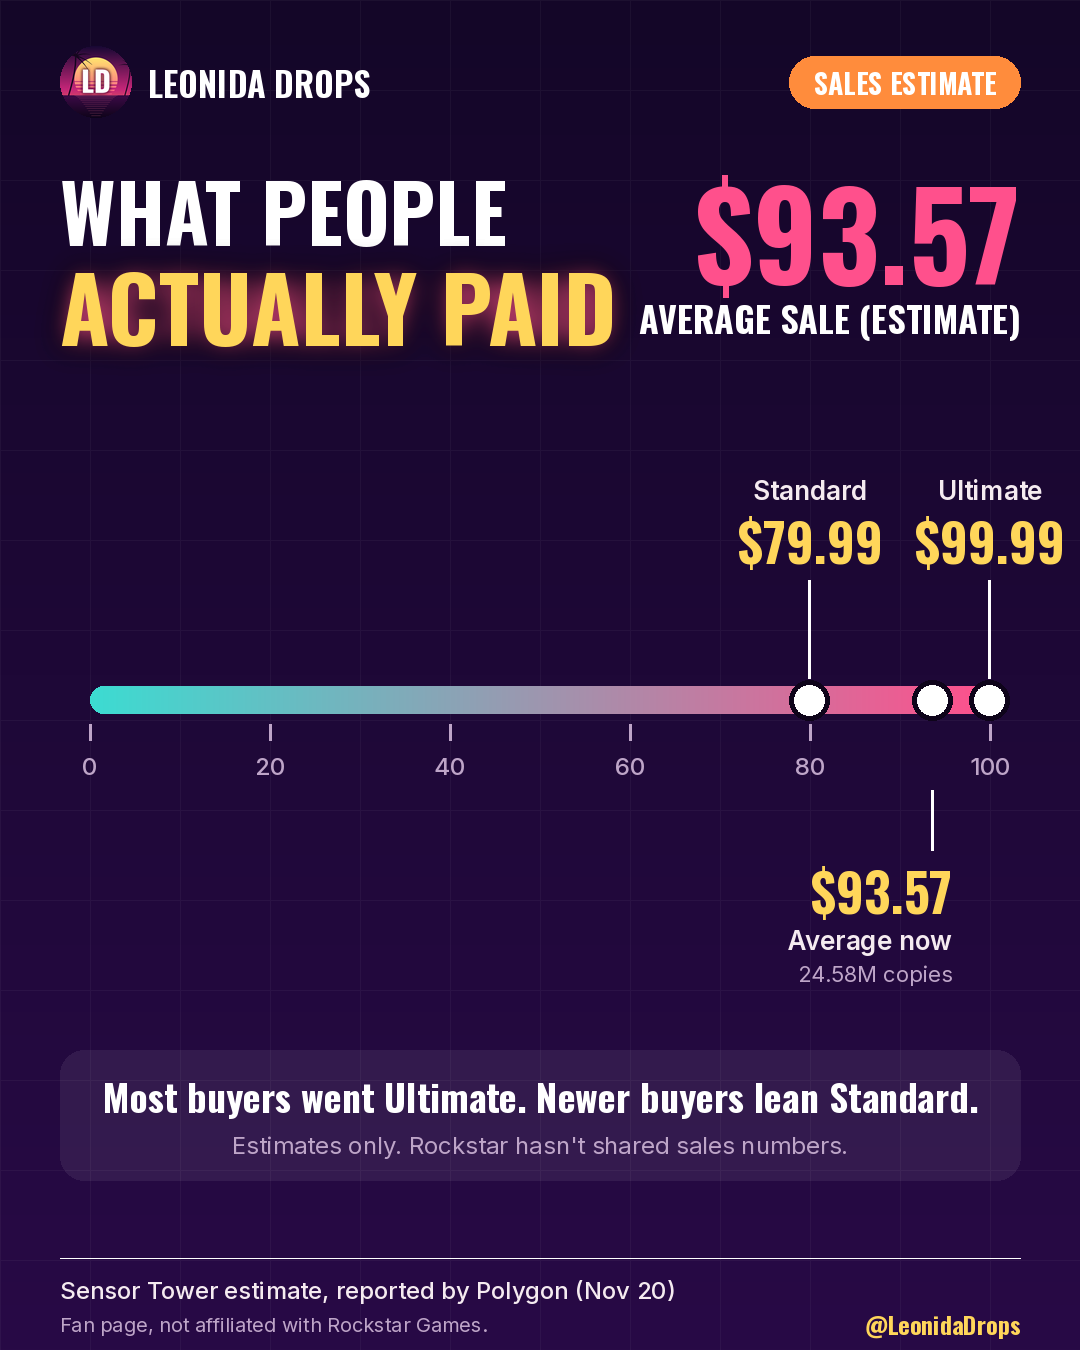 LD
LEONIDA DROPS
SALES ESTIMATE
WHAT PEOPLE
ACTUALLY PAID
$93.57
AVERAGE SALE (ESTIMATE)
Standard
$79.99
Ultimate
$99.99
0 20 40 60 80 100
$93.57
Average now
24.58M copies
Most buyers went Ultimate. Newer buyers lean Standard.
Estimates only. Rockstar hasn't shared sales numbers.
Sensor Tower estimate, reported by Polygon (Nov 20)
Fan page, not affiliated with Rockstar Games.
@LeonidaDrops